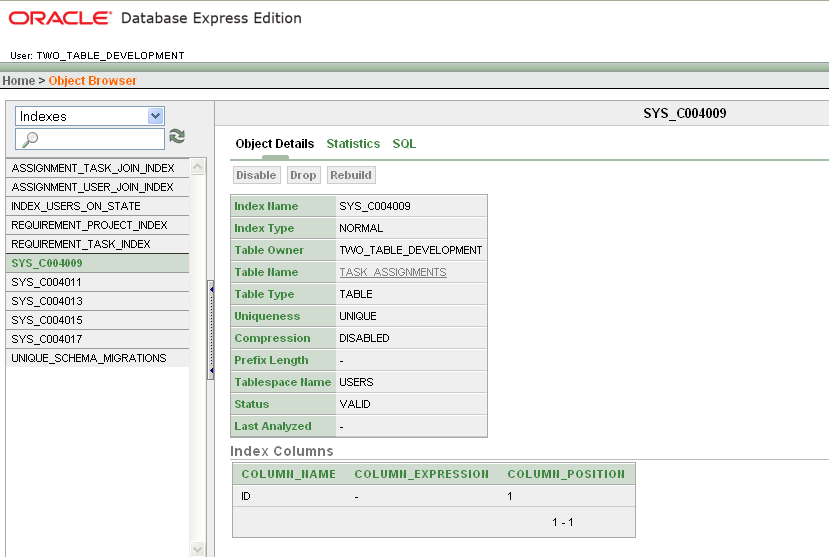 ORACLE® Database Express Edition
User: TWO_TABLE_DEVELOPMENT
Home > Object Browser
Indexes
SYS_C004009
Object Details Statistics SQL
Disable Drop Rebuild
ASSIGNMENT_TASK_JOIN_INDEX
ASSIGNMENT_USER_JOIN_INDEX
INDEX_USERS_ON_STATE
REQUIREMENT_PROJECT_INDEX
REQUIREMENT_TASK_INDEX
SYS_C004009
SYS_C004011
SYS_C004013
SYS_C004015
SYS_C004017
UNIQUE_SCHEMA_MIGRATIONS
Index Name SYS_C004009
Index Type NORMAL
Table Owner TWO_TABLE_DEVELOPMENT
Table Name TASK_ASSIGNMENTS
Table Type TABLE
Uniqueness UNIQUE
Compression DISABLED
Prefix Length -
Tablespace Name USERS
Status VALID
Last Analyzed -
Index Columns
COLUMN_NAME COLUMN_EXPRESSION COLUMN_POSITION
ID - 1
1 - 1